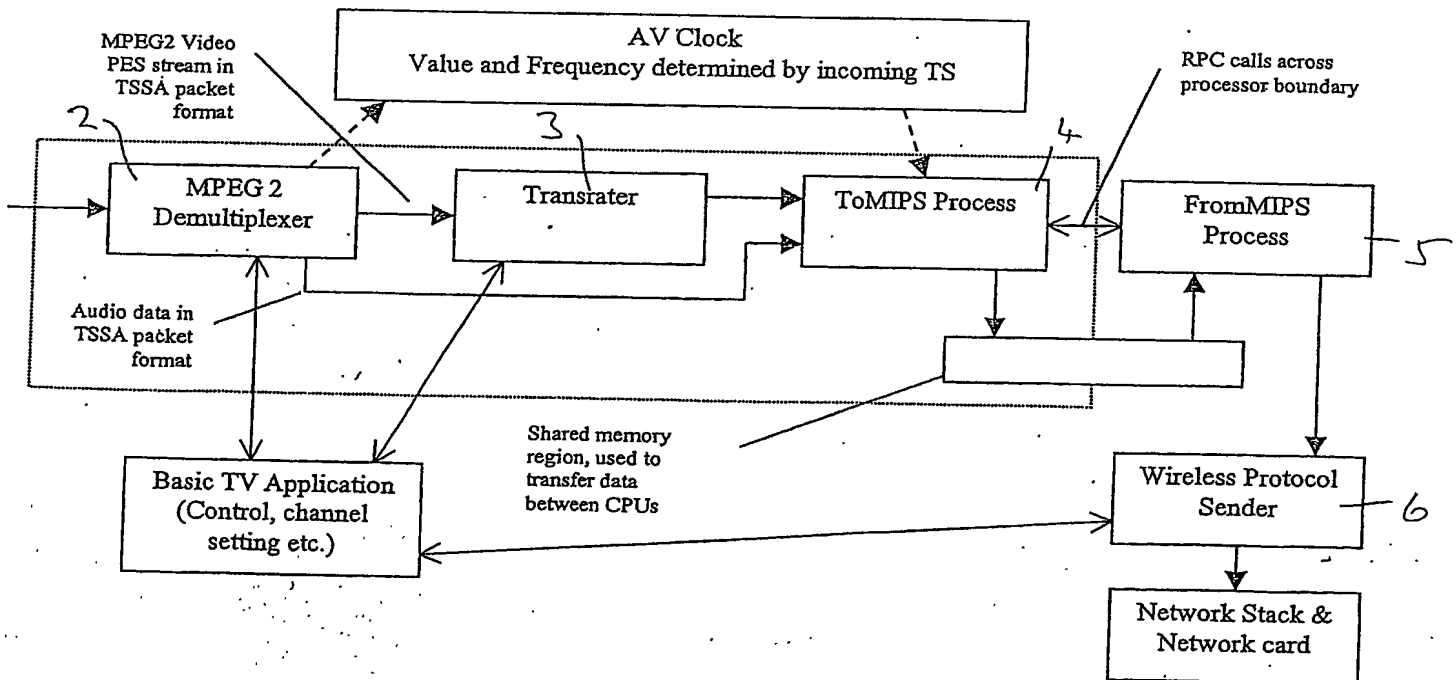 AV Clock
Value and Frequency determined by incoming TS
MPEG2 Video
PES stream in
TSSA packet
format
RPC calls across
processor boundary
2
3
4
MPEG 2
Demultiplexer
Transrater
ToMIPS Process
FromMIPS
Process
5
Audio data in
TSSA packet
format
Shared memory
region, used to
transfer data
between CPUs
Basic TV Application
(Control, channel
setting etc.)
Wireless Protocol
Sender
6
Network Stack &
Network card